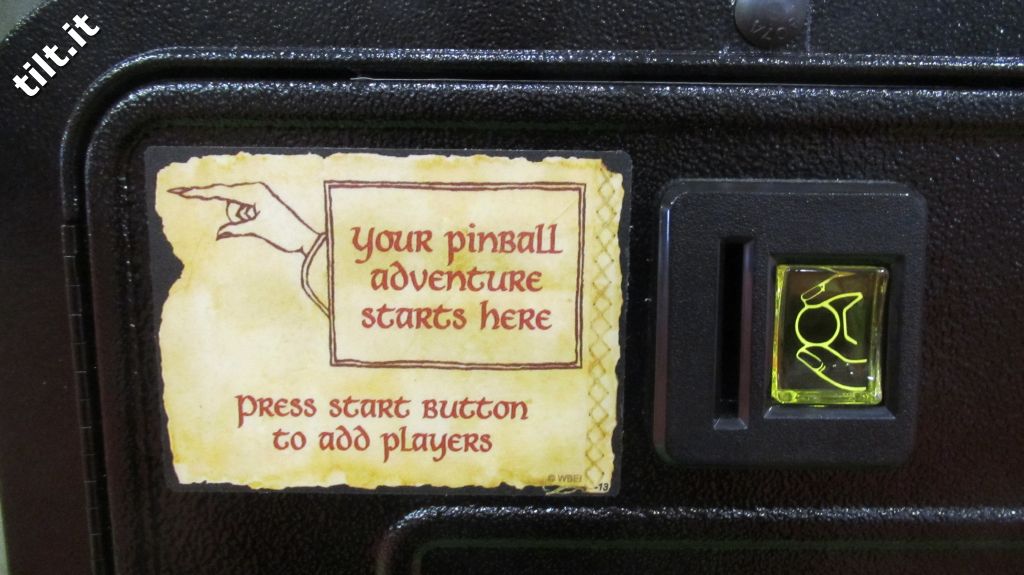 tilt.it
Your pinball
adventure
starts here
Press start button
to add players
© WBEI
-13